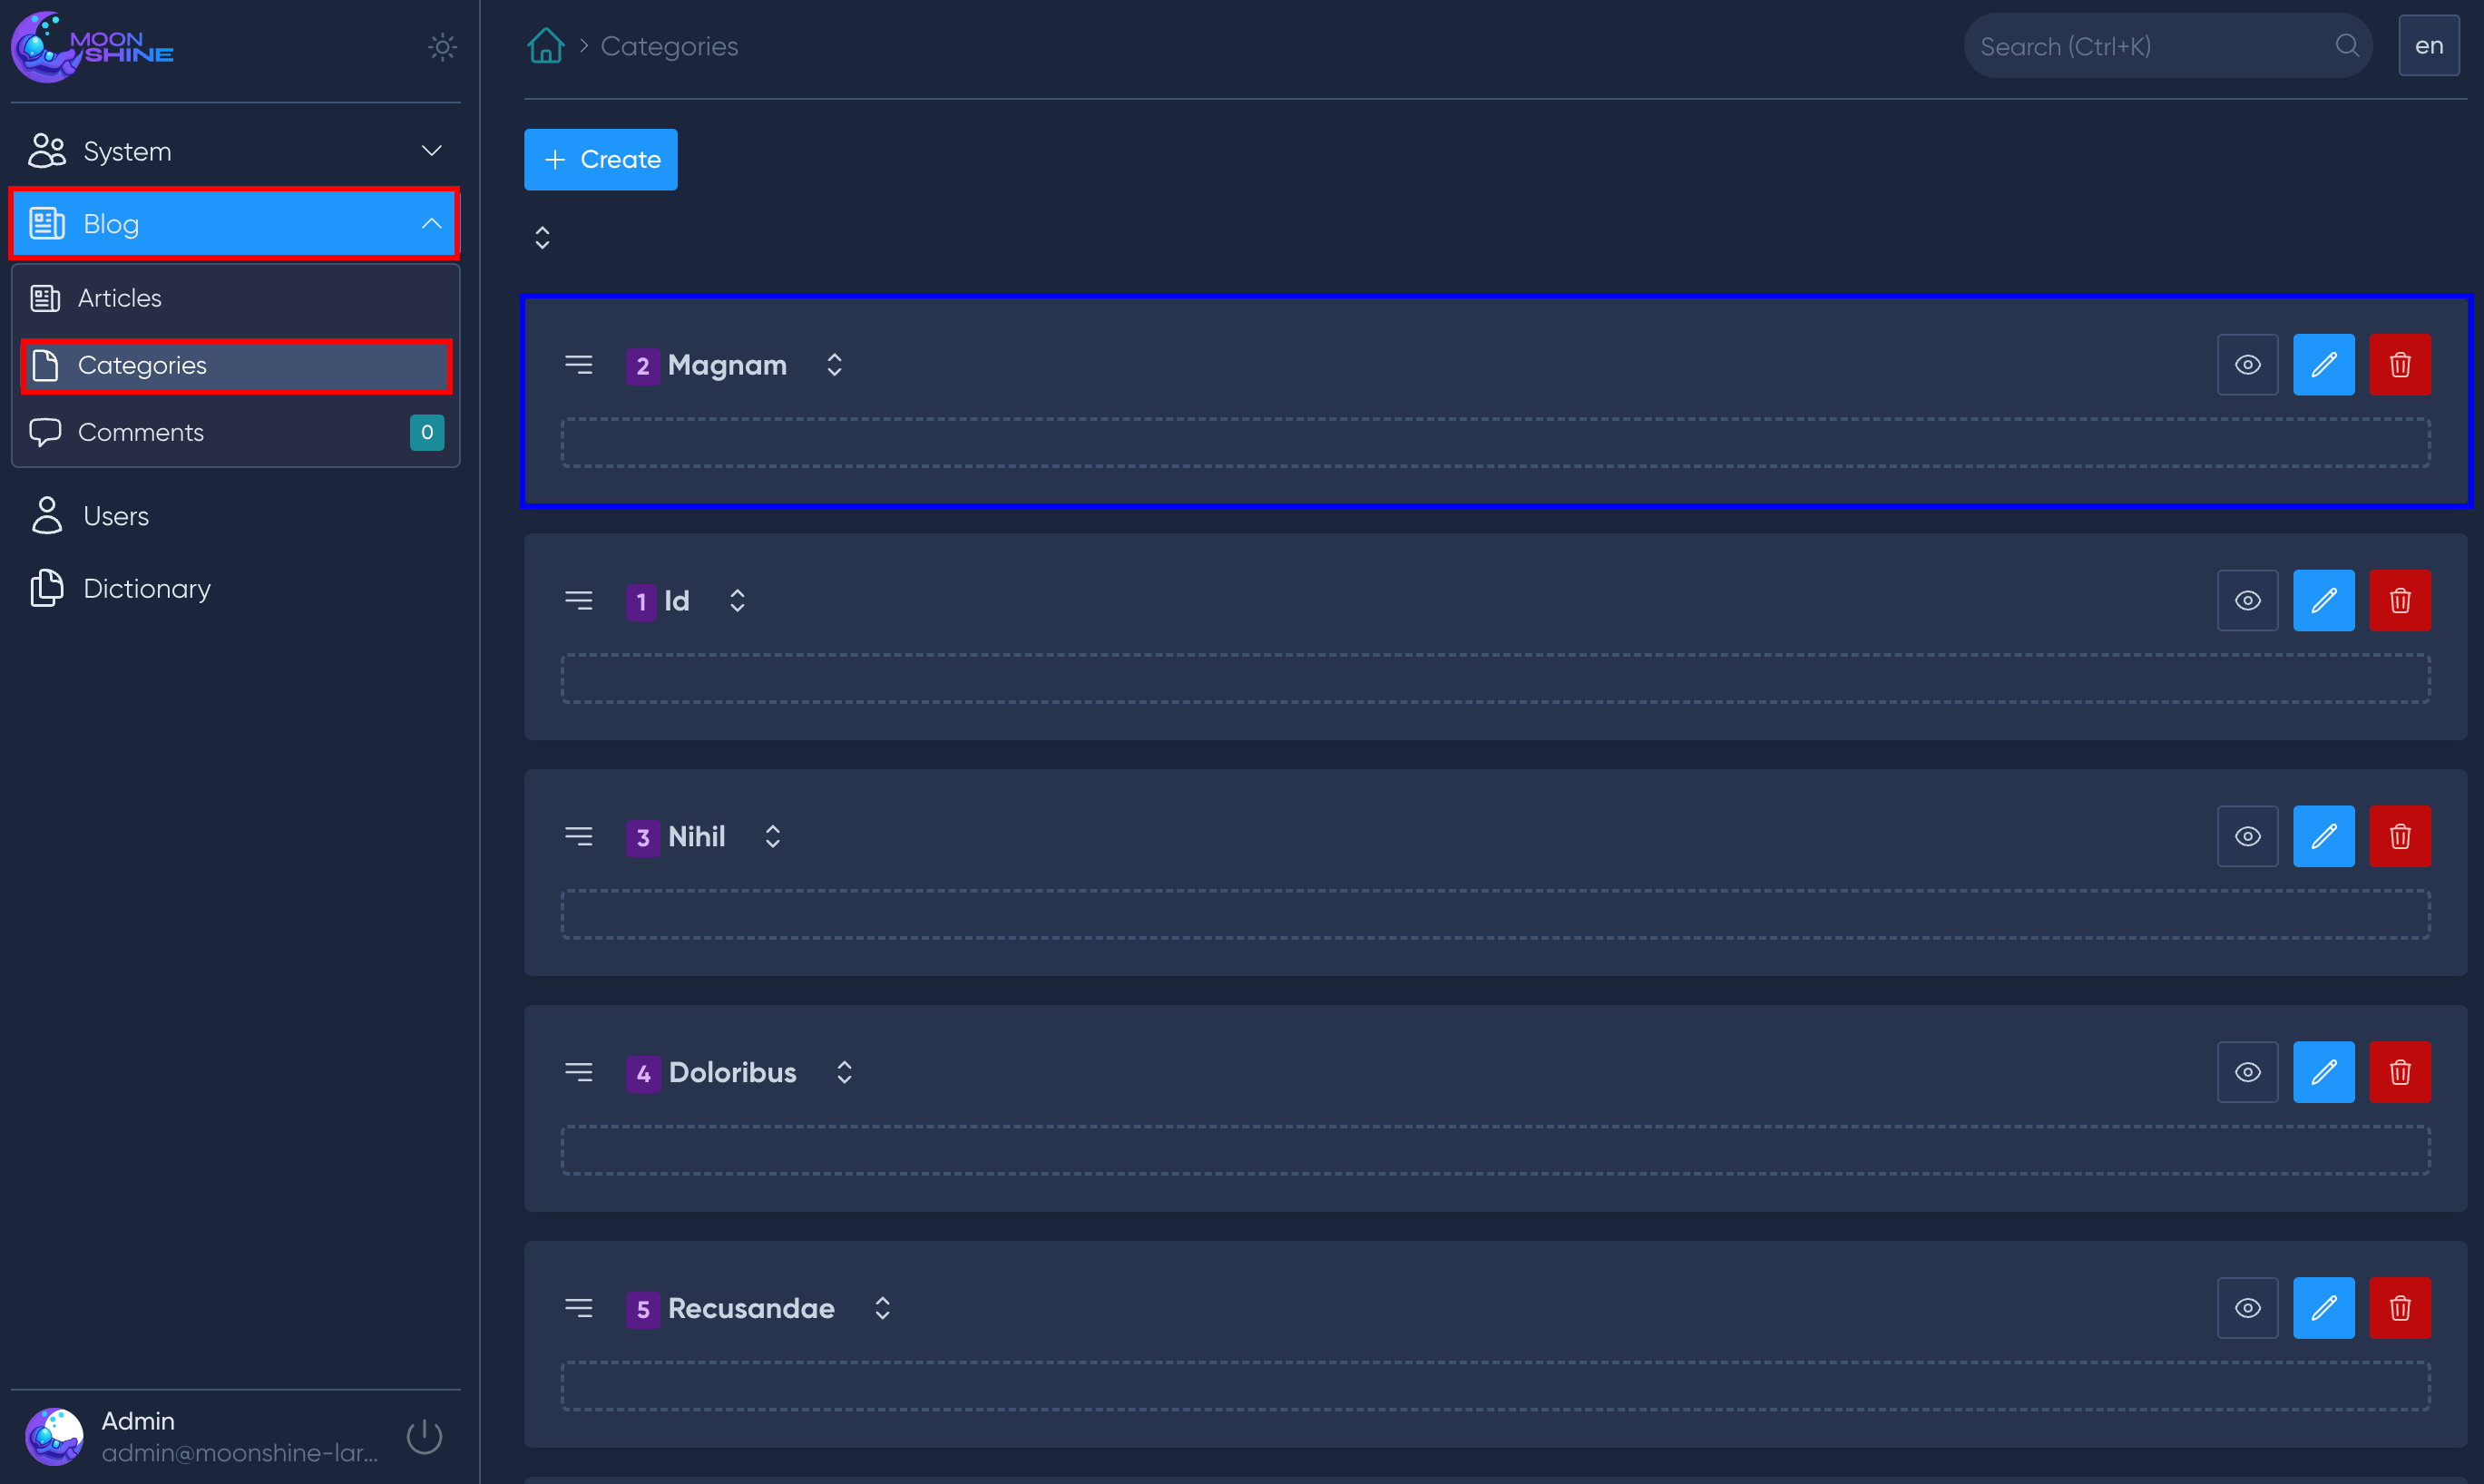 MOON
SHINE
System
Blog
Articles
Categories
Comments 0
Users
Dictionary
Admin
admin@moonshine-lar...
Categories
Search (Ctrl+K)
en
Create
2 Magnam
1 Id
3 Nihil
4 Doloribus
5 Recusandae